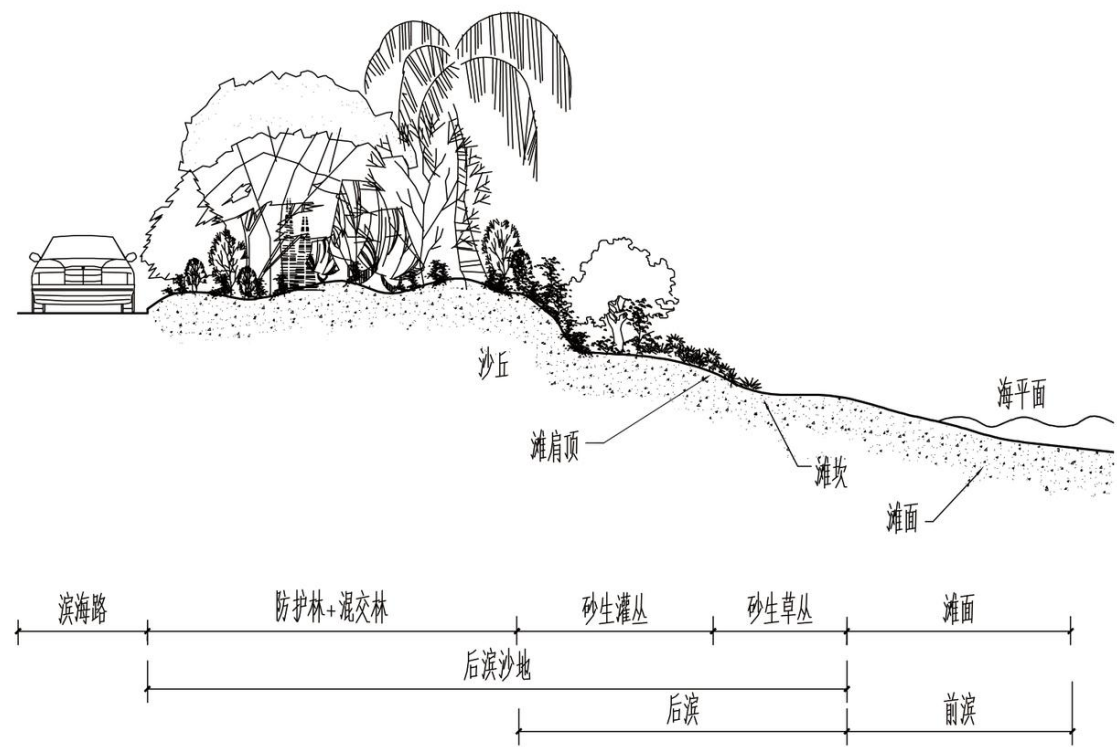 沙丘
海平面
滩肩顶
滩坎
滩面
滨海路
防护林+混交林
砂生灌丛
砂生草丛
滩面
后滨沙地
后滨
前滨